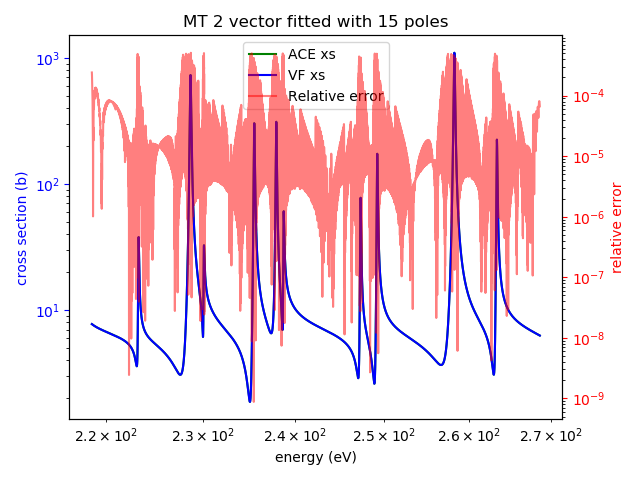 MT 2 vector fitted with 15 poles
ACE xs
VF xs
Relative error
10³
10²
10¹
cross section (b)
10⁻⁴
10⁻⁵
10⁻⁶
10⁻⁷
10⁻⁸
10⁻⁹
relative error
2.2 × 10² 2.3 × 10² 2.4 × 10² 2.5 × 10² 2.6 × 10² 2.7 × 10²
energy (eV)